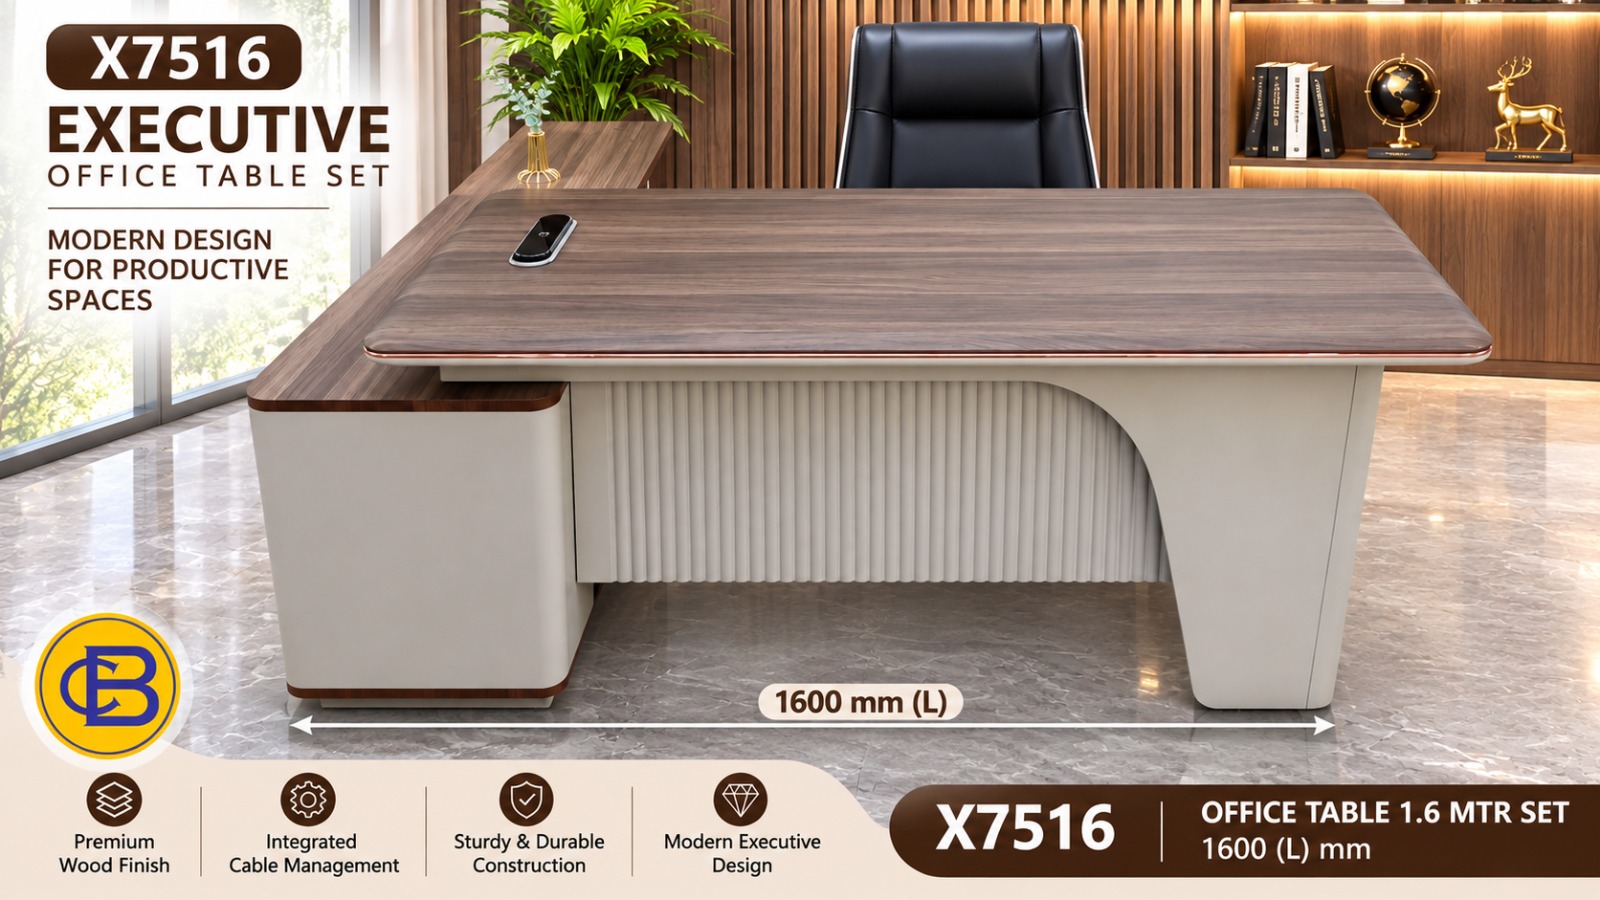 X7516
EXECUTIVE
OFFICE TABLE SET
MODERN DESIGN
FOR PRODUCTIVE
SPACES
1600 mm (L)
CB
Premium
Wood Finish
Integrated
Cable Management
Sturdy & Durable
Construction
Modern Executive
Design
X7516
OFFICE TABLE 1.6 MTR SET
1600 (L) mm